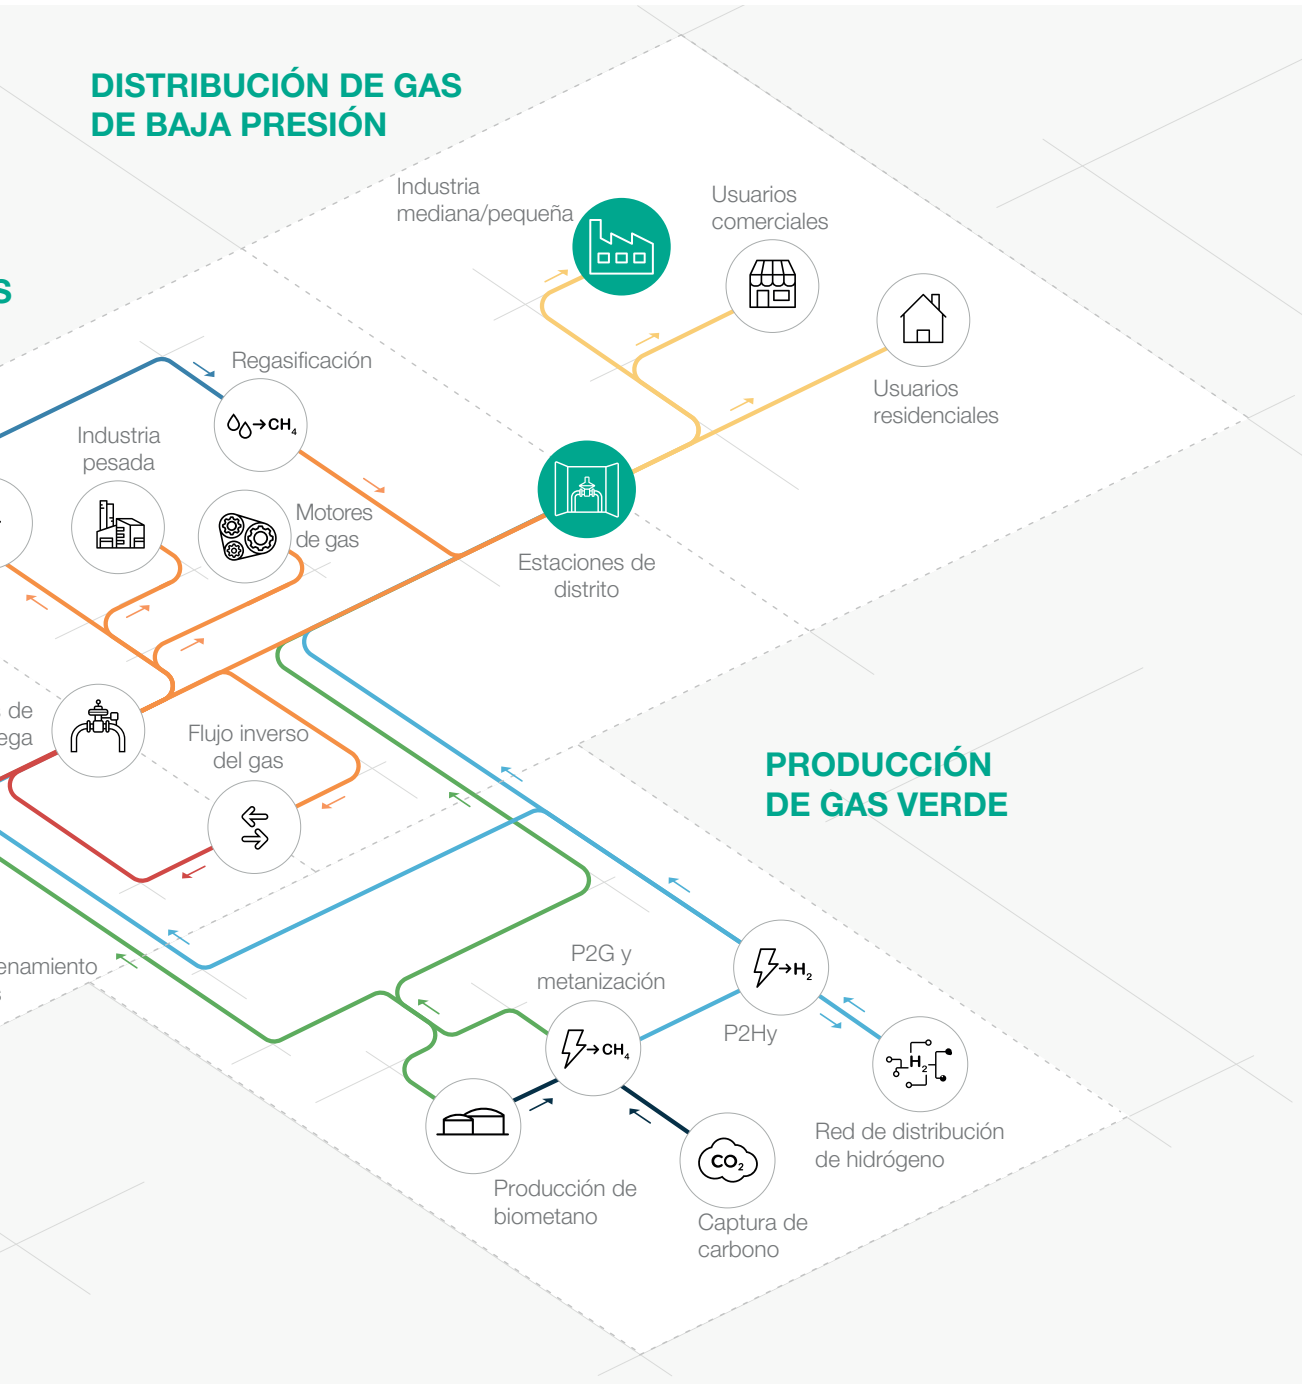 DISTRIBUCIÓN DE GAS
DE BAJA PRESIÓN
Industria
mediana/pequeña
Usuarios
comerciales
S
Regasificación
CH₄
Usuarios
residenciales
Industria
pesada
Motores
de gas
Estaciones de
distrito
de
ega
Flujo inverso
del gas
PRODUCCIÓN
DE GAS VERDE
enamiento
s
P2G y
metanización
H₂
P2Hy
CH₄
H₂
Red de distribución
de hidrógeno
CO₂
Producción de
biometano
Captura de
carbono